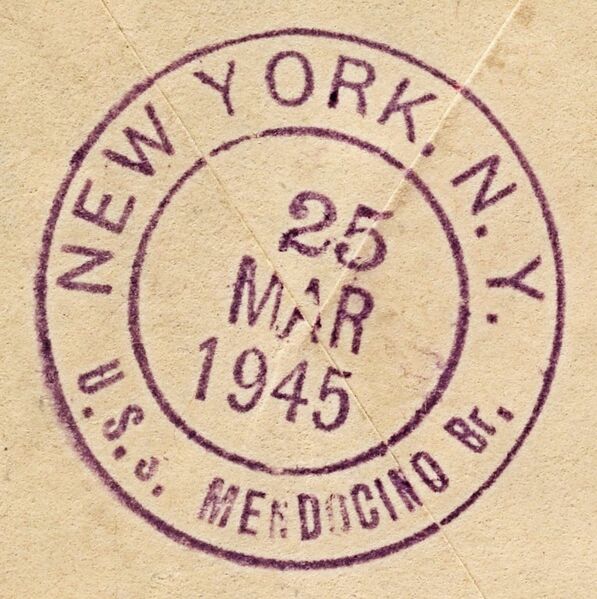 NEW YORK, N.Y.
25
MAR
1945
U.S.S. MENDOCINO Br.